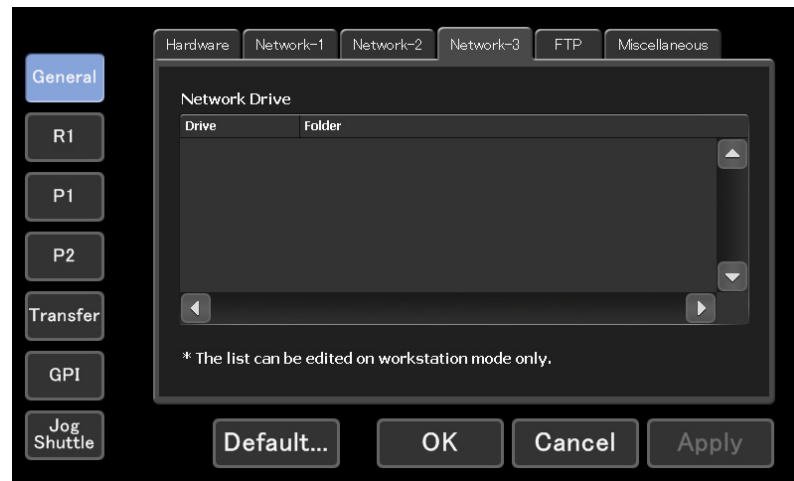 Hardware Network-1 Network-2 Network-3 FTP Miscellaneous
General
R1
P1
P2
Transfer
GPI
Jog
Shuttle
Network Drive
Drive Folder
* The list can be edited on workstation mode only.
Default... OK Cancel Apply